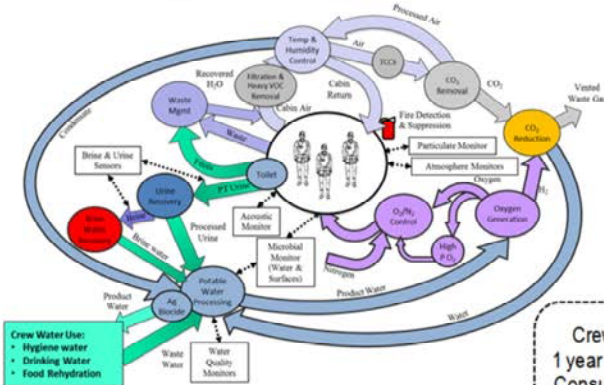 Processed Air
Temp &
Humidity
Control
Air
TCCS
CO₂
Removal
CO₂
Vented
Waste Ga
Recovered
H₂O
Filtration &
Heavy VOC
Removal
Cabin
Return
Cabin Air
Fire Detection
& Suppression
CO₂
Reduction
Condensate
Waste
Mgmt
Waste
Feces
Particulate Monitor
Atmosphere Monitors
Brine & Urine
Sensors
Toilet
PT Urine
Urine
Recovery
Oxygen
H₂
O₂/N₂
Control
Oxygen
Generation
Acoustic
Monitor
Brine
High
P O₂
Processed
Urine
Microbial
Monitor
(Water &
Surfaces)
Brine water
Nitrogen
Potable
Water
Processing
Product Water
Water
Product
Water
Ag
Biocide
Crew Water Use:
• Hygiene water
• Drinking Water
• Food Rehydration
Waste
Water
Water
Quality
Monitors
Crew
1 year
Consu